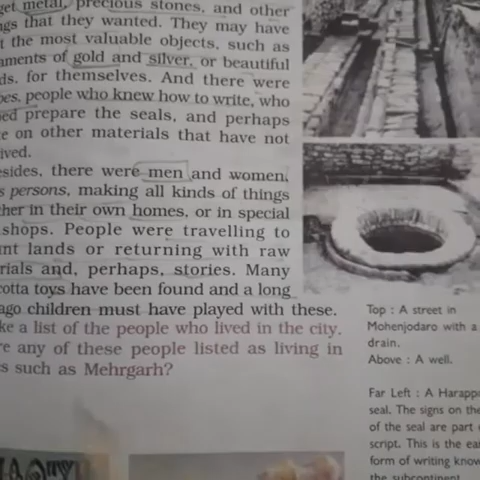 get metal, precious stones, and other
ngs that they wanted. They may have
t the most valuable objects, such as
aments of gold and silver, or beautiful
ds, for themselves. And there were
bes, people who knew how to write, who
ped prepare the seals, and perhaps
te on other materials that have not
ived.
esides, there were men and women,
s persons, making all kinds of things
her in their own homes, or in special
shops. People were travelling to
nt lands or returning with raw
rials and, perhaps, stories. Many
cotta toys have been found and a long
ago children must have played with these.
ke a list of the people who lived in the city.
re any of these people listed as living in
s such as Mehrgarh?
Top : A street in
Mohenjodaro with a
drain.
Above : A well.
Far Left : A Harappa
seal. The signs on the
of the seal are part
script. This is the ea
form of writing know
the subcontinent.